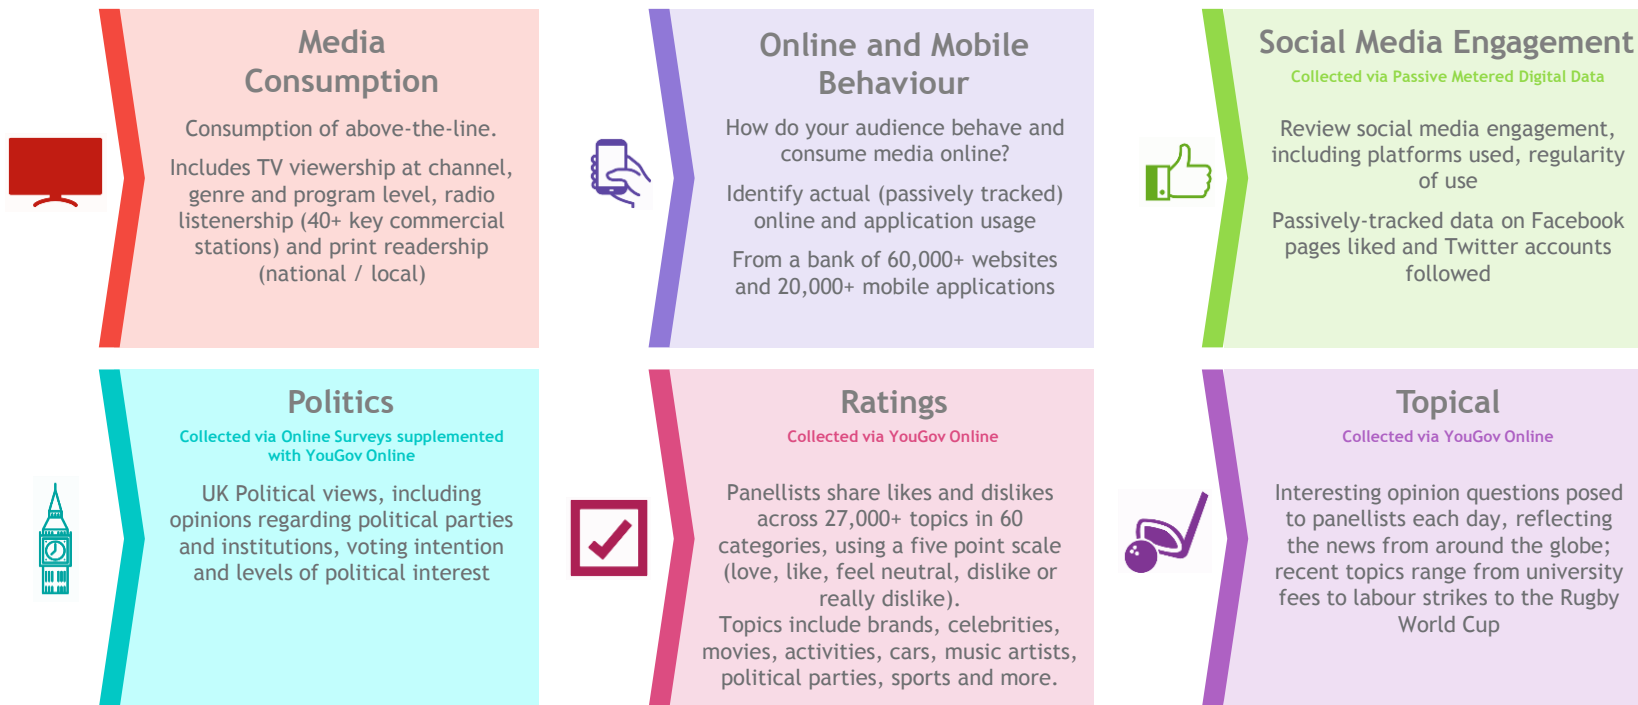 Media
Consumption
Consumption of above-the-line.
Includes TV viewership at channel,
genre and program level, radio
listenership (40+ key commercial
stations) and print readership
(national / local)
Online and Mobile
Behaviour
How do your audience behave and
consume media online?
Identify actual (passively tracked)
online and application usage
From a bank of 60,000+ websites
and 20,000+ mobile applications
Social Media Engagement
Collected via Passive Metered Digital Data
Review social media engagement,
including platforms used, regularity
of use
Passively-tracked data on Facebook
pages liked and Twitter accounts
followed
Politics
Collected via Online Surveys supplemented
with YouGov Online
UK Political views, including
opinions regarding political parties
and institutions, voting intention
and levels of political interest
Ratings
Collected via YouGov Online
Panellists share likes and dislikes
across 27,000+ topics in 60
categories, using a five point scale
(love, like, feel neutral, dislike or
really dislike).
Topics include brands, celebrities,
movies, activities, cars, music artists,
political parties, sports and more.
Topical
Collected via YouGov Online
Interesting opinion questions posed
to panellists each day, reflecting
the news from around the globe;
recent topics range from university
fees to labour strikes to the Rugby
World Cup